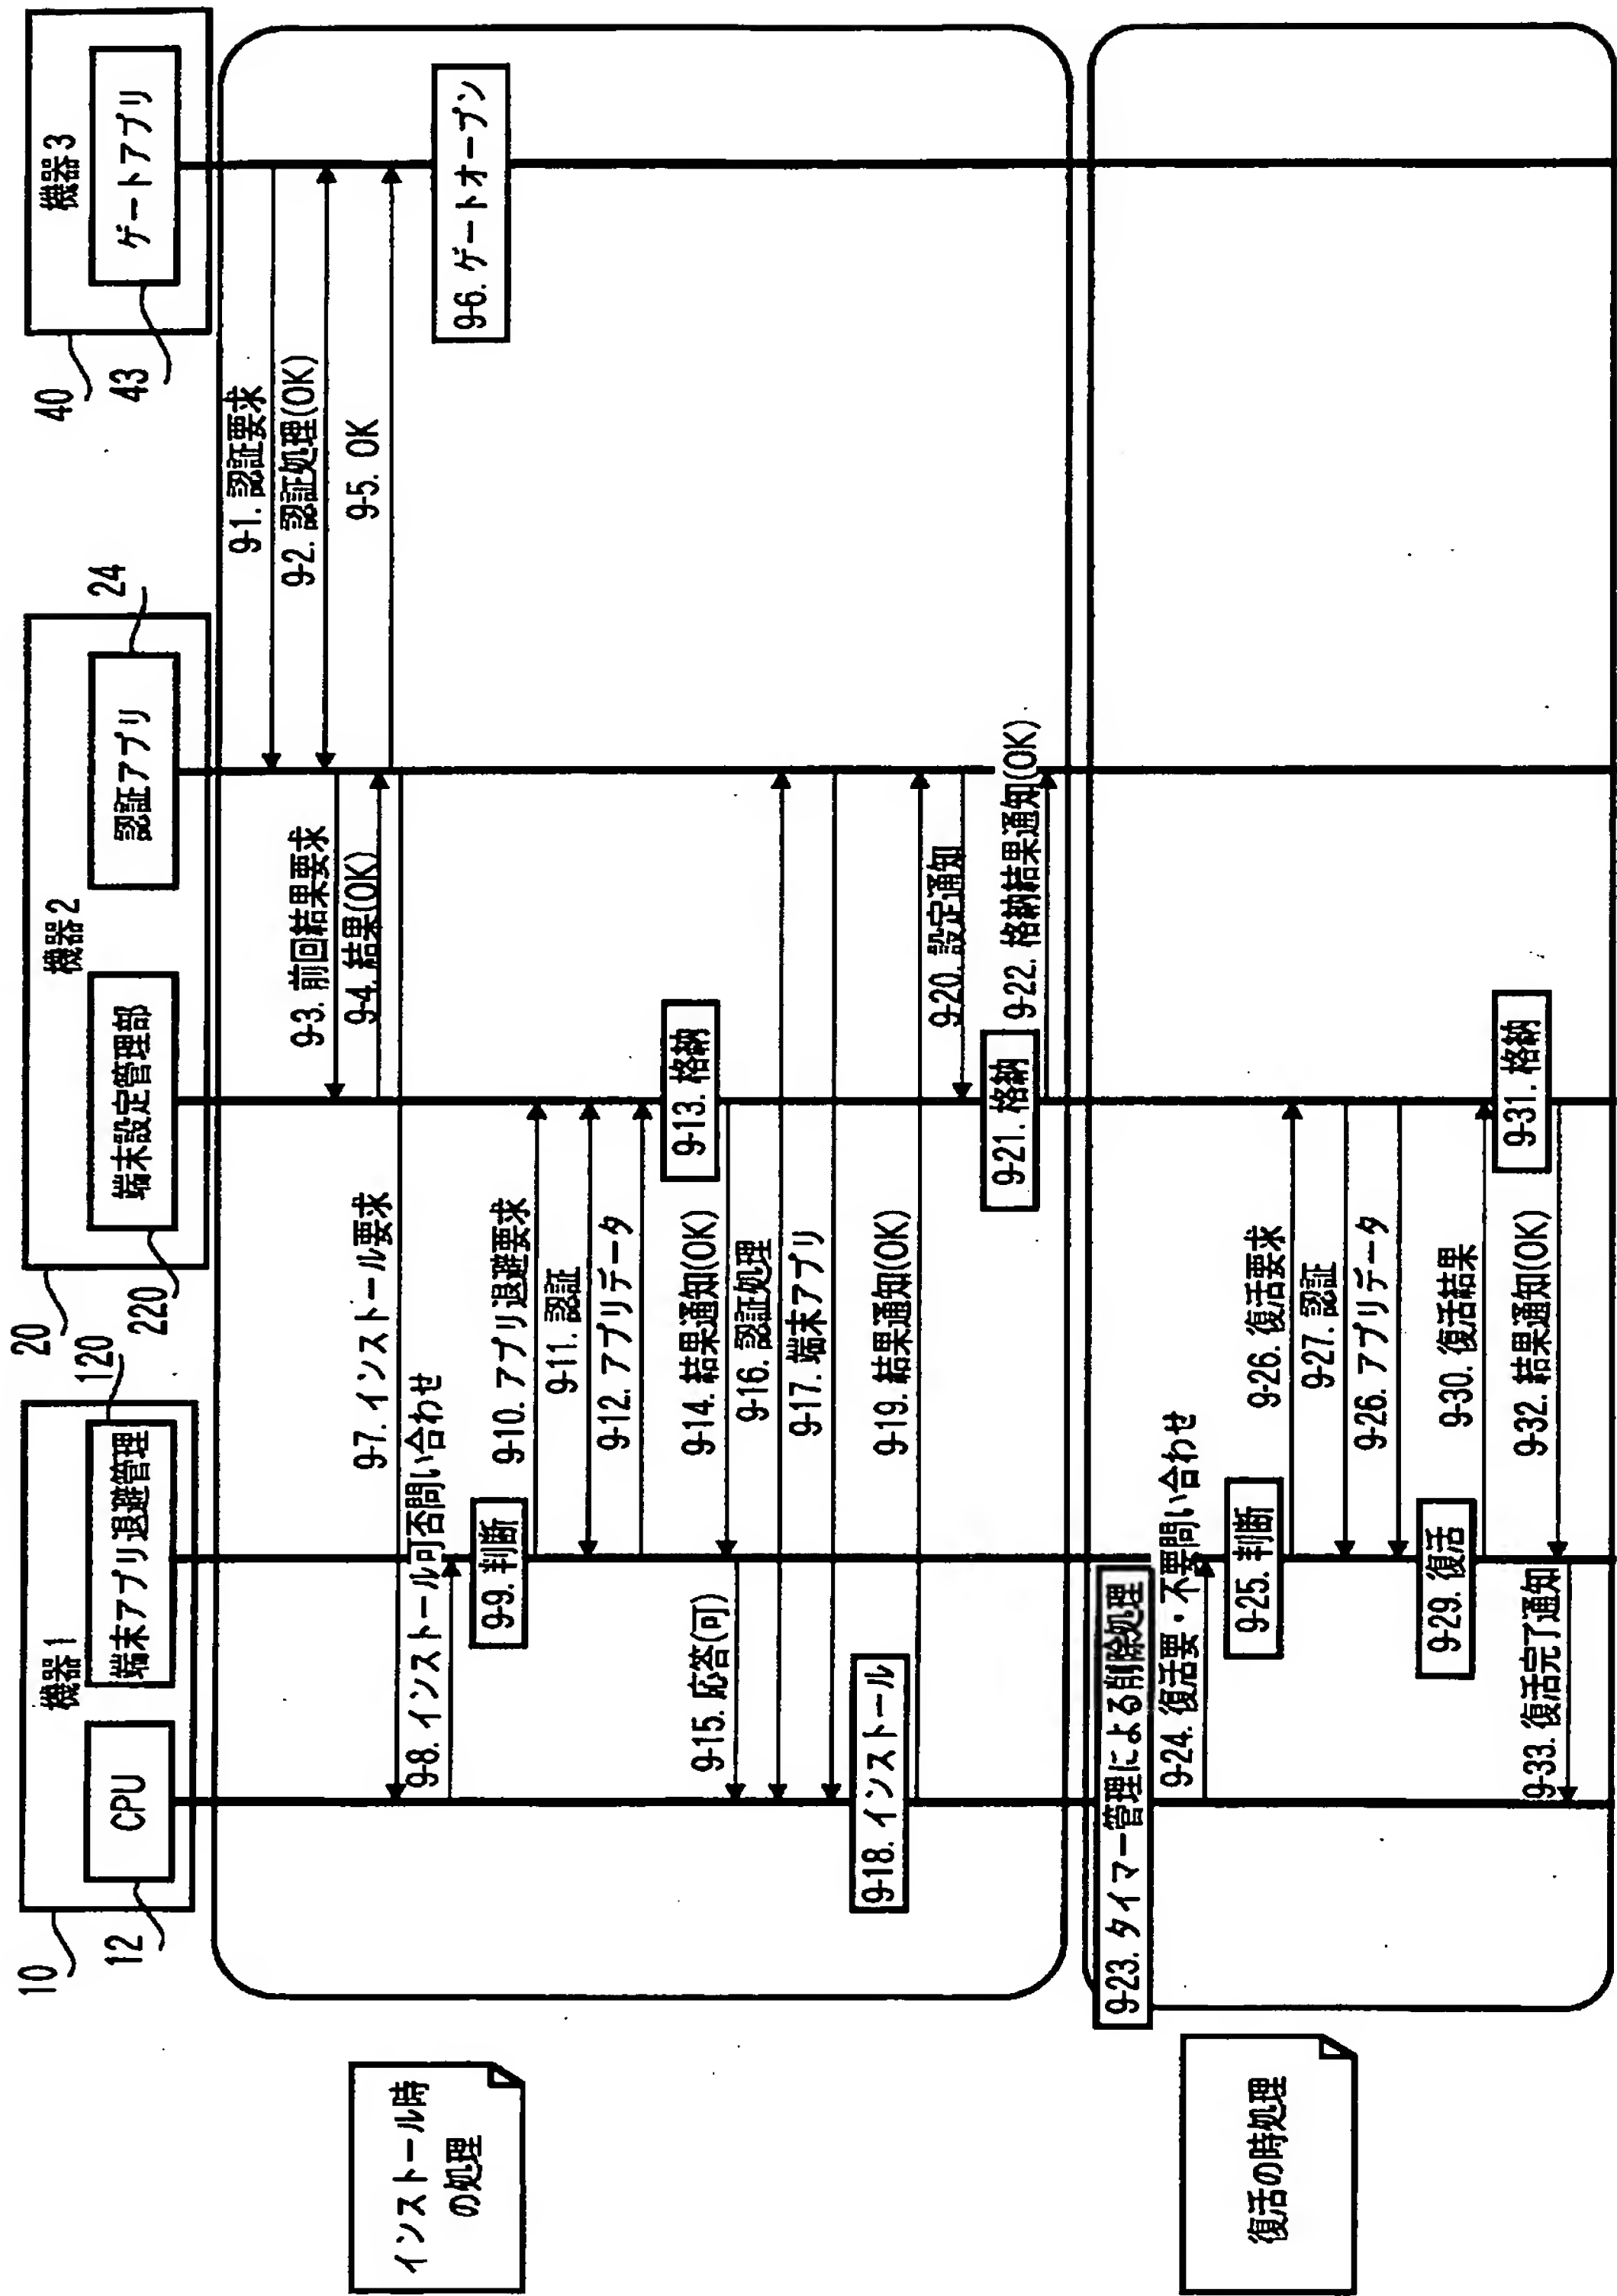 機器1
10
CPU
12
端末アプリ退避管理
120
機器2
20
端末設定管理部
220
認証アプリ
24
機器3
40
ゲートアプリ
43
インストール時
の処理
9-1. 認証要求
9-2. 認証処理(OK)
9-3. 前回結果要求
9-4. 結果(OK)
9-5. OK
9-6. ゲートオープン
9-7. インストール要求
9-8. インストール可否問い合わせ
9-9. 判断
9-10. アプリ退避要求
9-11. 認証
9-12. アプリデータ
9-13. 格納
9-14. 結果通知(OK)
9-15. 応答(可)
9-16. 認証処理
9-17. 端末アプリ
9-18. インストール
9-19. 結果通知(OK)
9-20. 設定通知
9-21. 格納
9-22. 格納結果通知(OK)
復活の時処理
9-23. タイマー管理による削除処理
9-24. 復活要・不要問い合わせ
9-25. 判断
9-26. 復活要求
9-27. 認証
9-26. アプリデータ
9-29. 復活
9-30. 復活結果
9-31. 格納
9-32. 結果通知(OK)
9-33. 復活完了通知